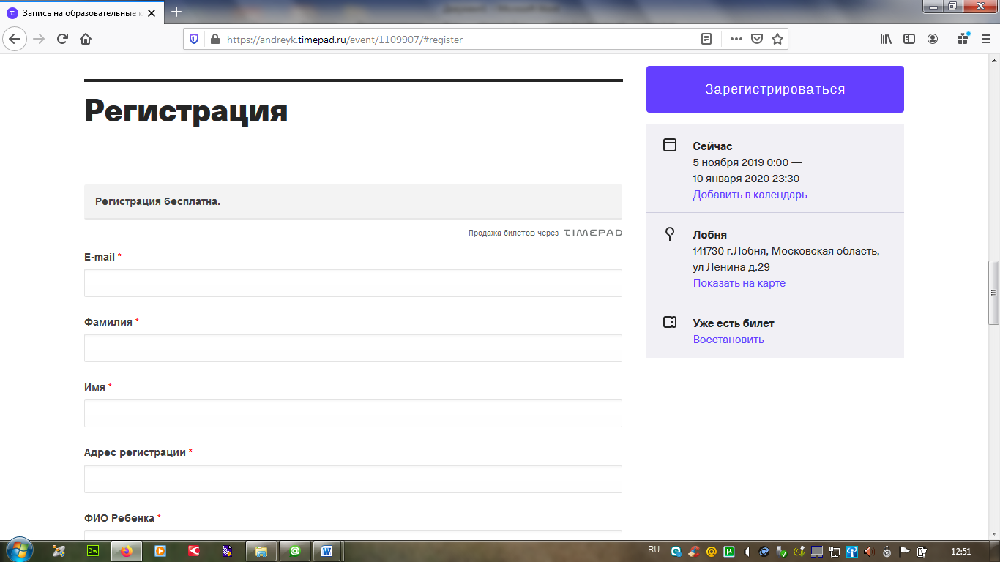 Запись на образовательные к
https://andreyk.timepad.ru/event/1109907/#register
Регистрация
Регистрация бесплатна.
Продажа билетов через TIMEPAD
E-mail *
Фамилия *
Имя *
Адрес регистрации *
ФИО Ребенка *
Зарегистрироваться
Сейчас
5 ноября 2019 0:00 —
10 января 2020 23:30
Добавить в календарь
Лобня
141730 г.Лобня, Московская область,
ул Ленина д.29
Показать на карте
Уже есть билет
Восстановить
Dw
RU
12:51